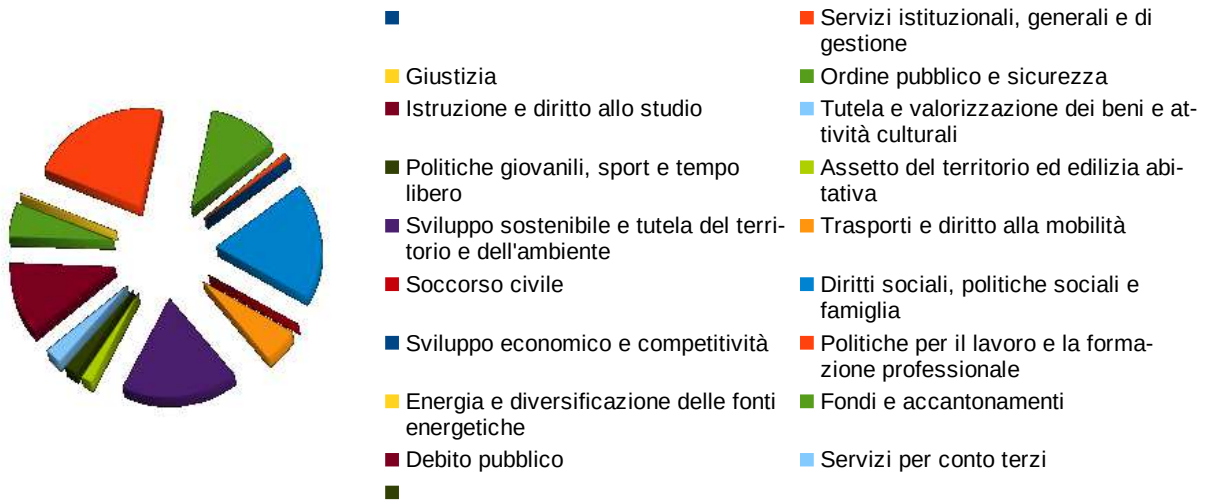 Servizi istituzionali, generali e di
gestione
Giustizia
Ordine pubblico e sicurezza
Istruzione e diritto allo studio
Tutela e valorizzazione dei beni e at-
tività culturali
Politiche giovanili, sport e tempo
libero
Assetto del territorio ed edilizia abi-
tativa
Sviluppo sostenibile e tutela del terri-
torio e dell'ambiente
Trasporti e diritto alla mobilità
Soccorso civile
Diritti sociali, politiche sociali e
famiglia
Sviluppo economico e competitività
Politiche per il lavoro e la forma-
zione professionale
Energia e diversificazione delle fonti
energetiche
Fondi e accantonamenti
Debito pubblico
Servizi per conto terzi